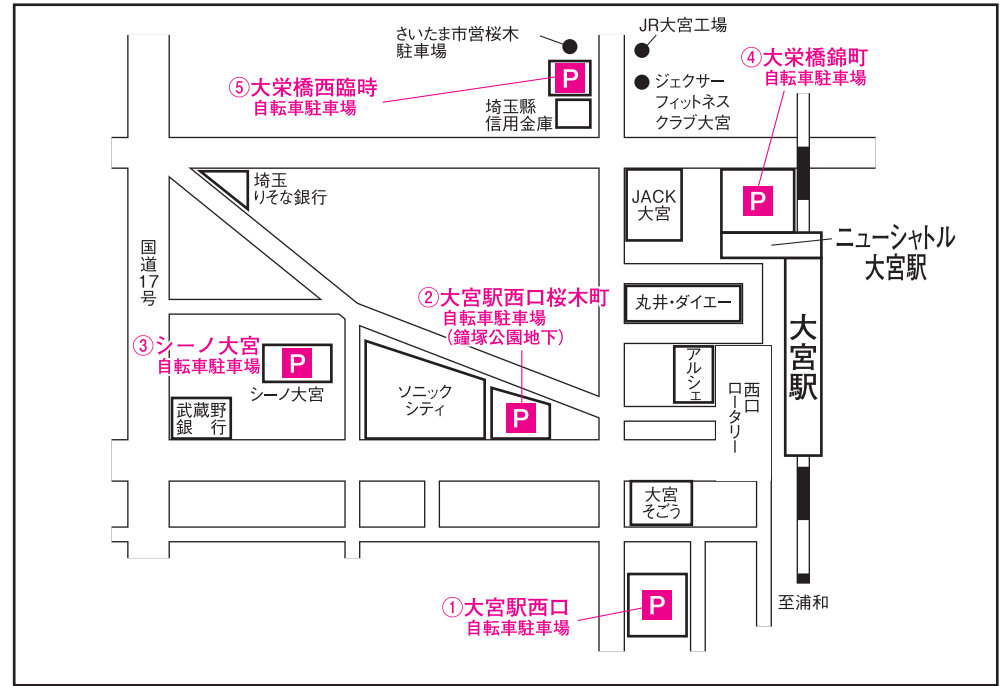 さいたま市営桜木
駐車場
JR大宮工場
④大栄橋錦町
自転車駐車場
P
⑤大栄橋西臨時
自転車駐車場
ジェクサー
フィットネス
クラブ大宮
埼玉縣
信用金庫
埼玉
りそな銀行
JACK
大宮
P
国道17号
ニューシャトル
大宮駅
②大宮駅西口桜木町
自転車駐車場
(鐘塚公園地下)
丸井・ダイエー
大宮駅
③シーノ大宮
自転車駐車場
P
シーノ大宮
アルシェ
西口
ロータリー
ソニック
シティ
P
武蔵野
銀 行
大宮
そごう
①大宮駅西口
自転車駐車場
P
至浦和